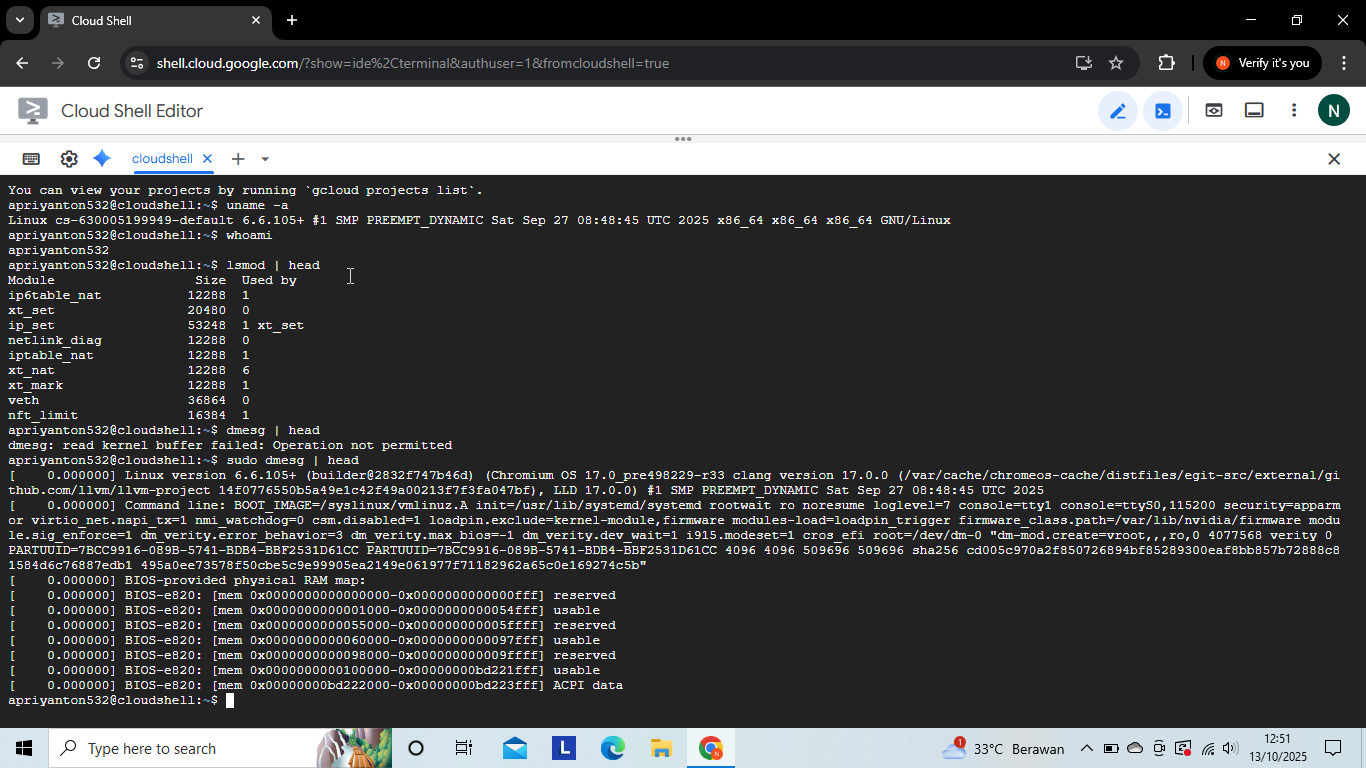 Cloud Shell
shell.cloud.google.com/?show=ide%2Cterminal&authuser=1&fromcloudshell=true
N Verify it's you
Cloud Shell Editor
N
cloudshell
You can view your projects by running `gcloud projects list`.
apriyanton532@cloudshell:~$ uname -a
Linux cs-630005199949-default 6.6.105+ #1 SMP PREEMPT_DYNAMIC Sat Sep 27 08:48:45 UTC 2025 x86_64 x86_64 x86_64 GNU/Linux
apriyanton532@cloudshell:~$ whoami
apriyanton532
apriyanton532@cloudshell:~$ lsmod | head
Module                  Size  Used by
ip6table_nat           12288  1
xt_set                 20480  0
ip_set                 53248  1 xt_set
netlink_diag           12288  0
iptable_nat            12288  1
xt_nat                 12288  6
xt_mark                12288  1
veth                   36864  0
nft_limit              16384  1
apriyanton532@cloudshell:~$ dmesg | head
dmesg: read kernel buffer failed: Operation not permitted
apriyanton532@cloudshell:~$ sudo dmesg | head
[    0.000000] Linux version 6.6.105+ (builder@2832f747b46d) (Chromium OS 17.0_pre498229-r33 clang version 17.0.0 (/var/cache/chromeos-cache/distfiles/egit-src/external/gi
thub.com/llvm/llvm-project 14f0776550b5a49e1c42f49a00213f7f3fa047bf), LLD 17.0.0) #1 SMP PREEMPT_DYNAMIC Sat Sep 27 08:48:45 UTC 2025
[    0.000000] Command line: BOOT_IMAGE=/syslinux/vmlinuz.A init=/usr/lib/systemd/systemd rootwait ro noresume loglevel=7 console=tty1 console=ttyS0,115200 security=apparm
or virtio_net.napi_tx=1 nmi_watchdog=0 csm.disabled=1 loadpin.exclude=kernel-module,firmware modules-load=loadpin_trigger firmware_class.path=/var/lib/nvidia/firmware modu
le.sig_enforce=1 dm_verity.error_behavior=3 dm_verity.max_bios=-1 dm_verity.dev_wait=1 i915.modeset=1 cros_efi root=/dev/dm-0 "dm-mod.create=vroot,,,ro,0 4077568 verity 0
PARTUUID=7BCC9916-089B-5741-BDB4-BBF2531D61CC PARTUUID=7BCC9916-089B-5741-BDB4-BBF2531D61CC 4096 4096 509696 509696 sha256 cd005c970a2f850726894bf85289300eaf8bb857b72888c8
1584d6c76887edb1 495a0ee73578f50cbe5c9e99905ea2149e061977f71182962a65c0e169274c5b"
[    0.000000] BIOS-provided physical RAM map:
[    0.000000] BIOS-e820: [mem 0x0000000000000000-0x0000000000000fff] reserved
[    0.000000] BIOS-e820: [mem 0x0000000000001000-0x0000000000054fff] usable
[    0.000000] BIOS-e820: [mem 0x0000000000055000-0x000000000005ffff] reserved
[    0.000000] BIOS-e820: [mem 0x0000000000060000-0x0000000000097fff] usable
[    0.000000] BIOS-e820: [mem 0x0000000000098000-0x000000000009ffff] reserved
[    0.000000] BIOS-e820: [mem 0x0000000000100000-0x00000000bd221fff] usable
[    0.000000] BIOS-e820: [mem 0x00000000bd222000-0x00000000bd223fff] ACPI data
apriyanton532@cloudshell:~$
Type here to search
L
N
1
33°C Berawan
12:51
13/10/2025